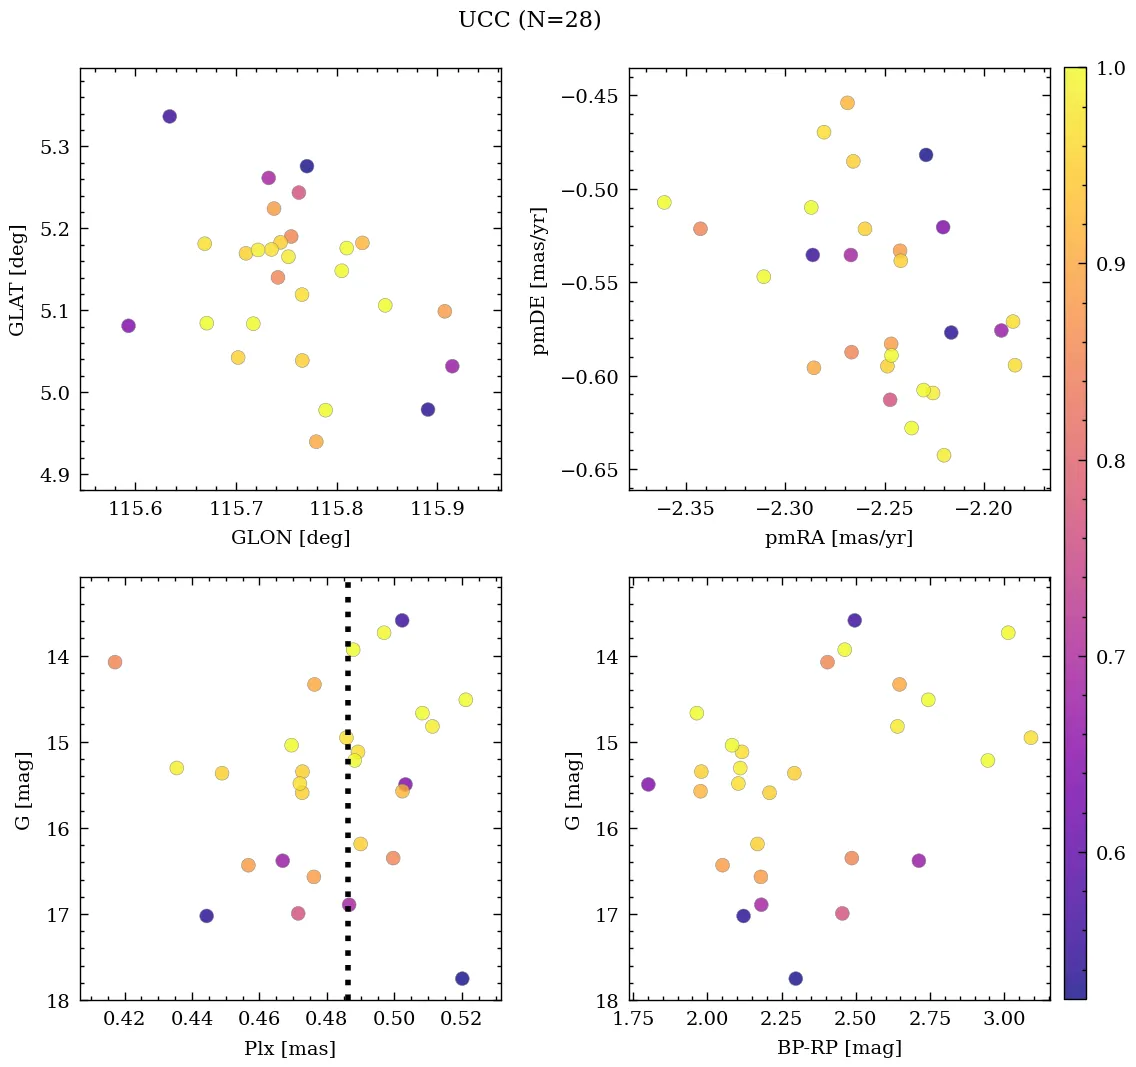 UCC (N=28)
5.3
5.2
5.1
5.0
4.9
GLAT [deg]
115.6 115.7 115.8 115.9
GLON [deg]
−0.45
−0.50
−0.55
−0.60
−0.65
pmDE [mas/yr]
−2.35 −2.30 −2.25 −2.20
pmRA [mas/yr]
1.0
0.9
0.8
0.7
0.6
14
15
16
17
18
G [mag]
0.42 0.44 0.46 0.48 0.50 0.52
Plx [mas]
14
15
16
17
18
G [mag]
1.75 2.00 2.25 2.50 2.75 3.00
BP-RP [mag]